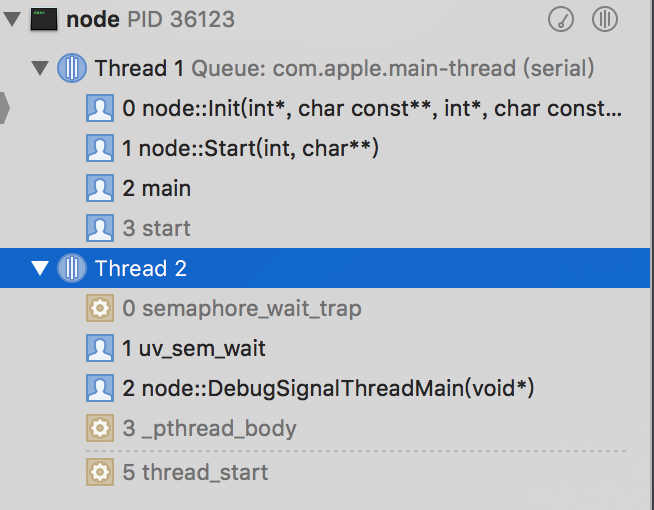 node PID 36123
Thread 1 Queue: com.apple.main-thread (serial)
0 node::Init(int*, char const**, int*, char const...
1 node::Start(int, char**)
2 main
3 start
Thread 2
0 semaphore_wait_trap
1 uv_sem_wait
2 node::DebugSignalThreadMain(void*)
3 _pthread_body
5 thread_start